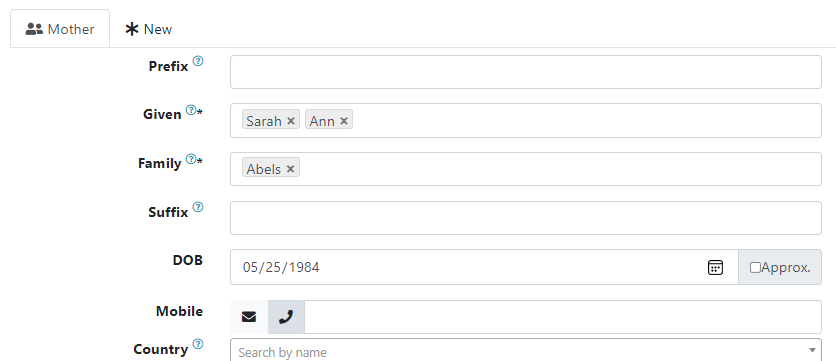 Mother New
Prefix
Given * Sarah × Ann ×
Family * Abels ×
Suffix
DOB 05/25/1984 Approx.
Mobile
Country Search by name